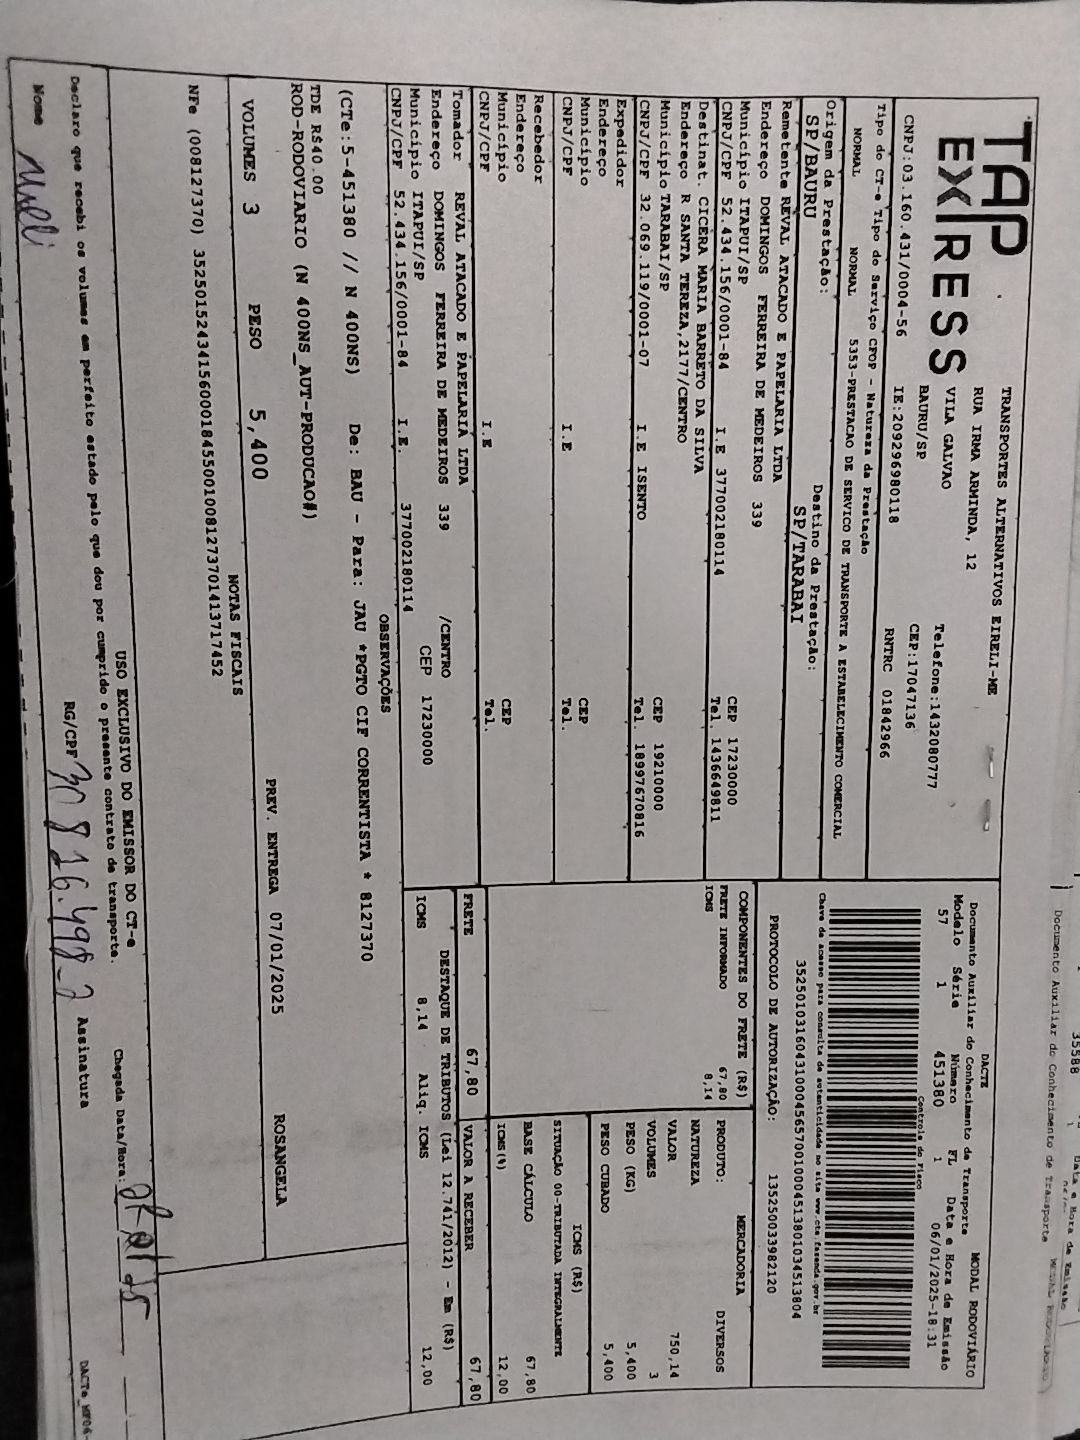 TAP
EXPRESS
TRANSPORTES ALTERNATIVOS EIRELI-ME
RUA IRMA ARMINDA, 12
VILA GALVAO
BAURU/SP
Telefone:1432080777
CEP:17047136
CNPJ:03.160.431/0004-56 IE:209296980118 RNTRC 01842966
Tipo do CT-e Tipo do Serviço CFOP - Natureza da Prestação
NORMAL NORMAL 5353-PRESTACAO DE SERVICO DE TRANSPORTE A ESTABELECIMENTO COMERCIAL
Origem da Prestação: Destino da Prestação:
SP/BAURU SP/TARABAI
Remetente REVAL ATACADO E PAPELARIA LTDA
Endereço DOMINGOS FERREIRA DE MEDEIROS 339
Município ITAPUI/SP CEP 17230000
CNPJ/CPF 52.434.156/0001-84 I.E 377002180114 Tel. 1436649811
Destinat. CICERA MARIA BARRETO DA SILVA
Endereço R SANTA TEREZA,2177/CENTRO
Município TARABAI/SP CEP 19210000
CNPJ/CPF 32.069.119/0001-07 I.E ISENTO Tel. 18997670816
Expedidor
Endereço
Município CEP
CNPJ/CPF I.E Tel.
Recebedor
Endereço
Município CEP
CNPJ/CPF I.E Tel.
Tomador REVAL ATACADO E PAPELARIA LTDA
Endereço DOMINGOS FERREIRA DE MEDEIROS 339 /CENTRO
Município ITAPUI/SP CEP 17230000
CNPJ/CPF 52.434.156/0001-84 I.E. 377002180114
DACTE MODAL RODOVIÁRIO
Documento Auxiliar do Conhecimento de Transporte
Modelo Série Número FL Data e Hora de Emissão
57 1 451380 1 06/01/2025-18:31
Controle do Fisco
Chave de acesso para consulta de autenticidade no site www.cte.fazenda.gov.br
35250103160431000456570010004513801034513804
PROTOCOLO DE AUTORIZAÇÃO: 135250033982120
COMPONENTES DO FRETE (R$)
FRETE INFORMADO 67,80
ICMS 8,14
MERCADORIA
PRODUTO: DIVERSOS
NATUREZA
VALOR 750,14
VOLUMES 3
PESO (KG) 5,400
PESO CUBADO 5,400
ICMS (R$)
SITUAÇÃO 00-TRIBUTADA INTEGRALMENTE
BASE CÁLCULO 67,80
ICMS(%) 12,00
FRETE 67,80 VALOR A RECEBER 67,80
DESTAQUE DE TRIBUTOS (Lei 12.741/2012) - Em (R$)
ICMS 8,14 Aliq. ICMS 12,00
OBSERVAÇÕES
(CTe:5-451380 // N 400NS) De: BAU - Para: JAU *PGTO CIF CORRENTISTA * 8127370
TDE R$40.00
ROD-RODOVIARIO (N 400NS_AUT-PRODUCAO#)
VOLUMES 3 PESO 5,400 PREV. ENTREGA 07/01/2025 ROSANGELA
NOTAS FISCAIS
NFe (008127370) 35250152434156000184550010081273701413717452
USO EXCLUSIVO DO EMISSOR DO CT-e
Declaro que recebi os volumes em perfeito estado pelo que dou por cumprido o presente contrato de transporte.
Chegada Data/Hora:
Nome RG/CPF 30 826.498-7 Assinatura
DACTe_MF06-
35588
Data e Hora de Emissão
Documento Auxiliar do Conhecimento de Transporte